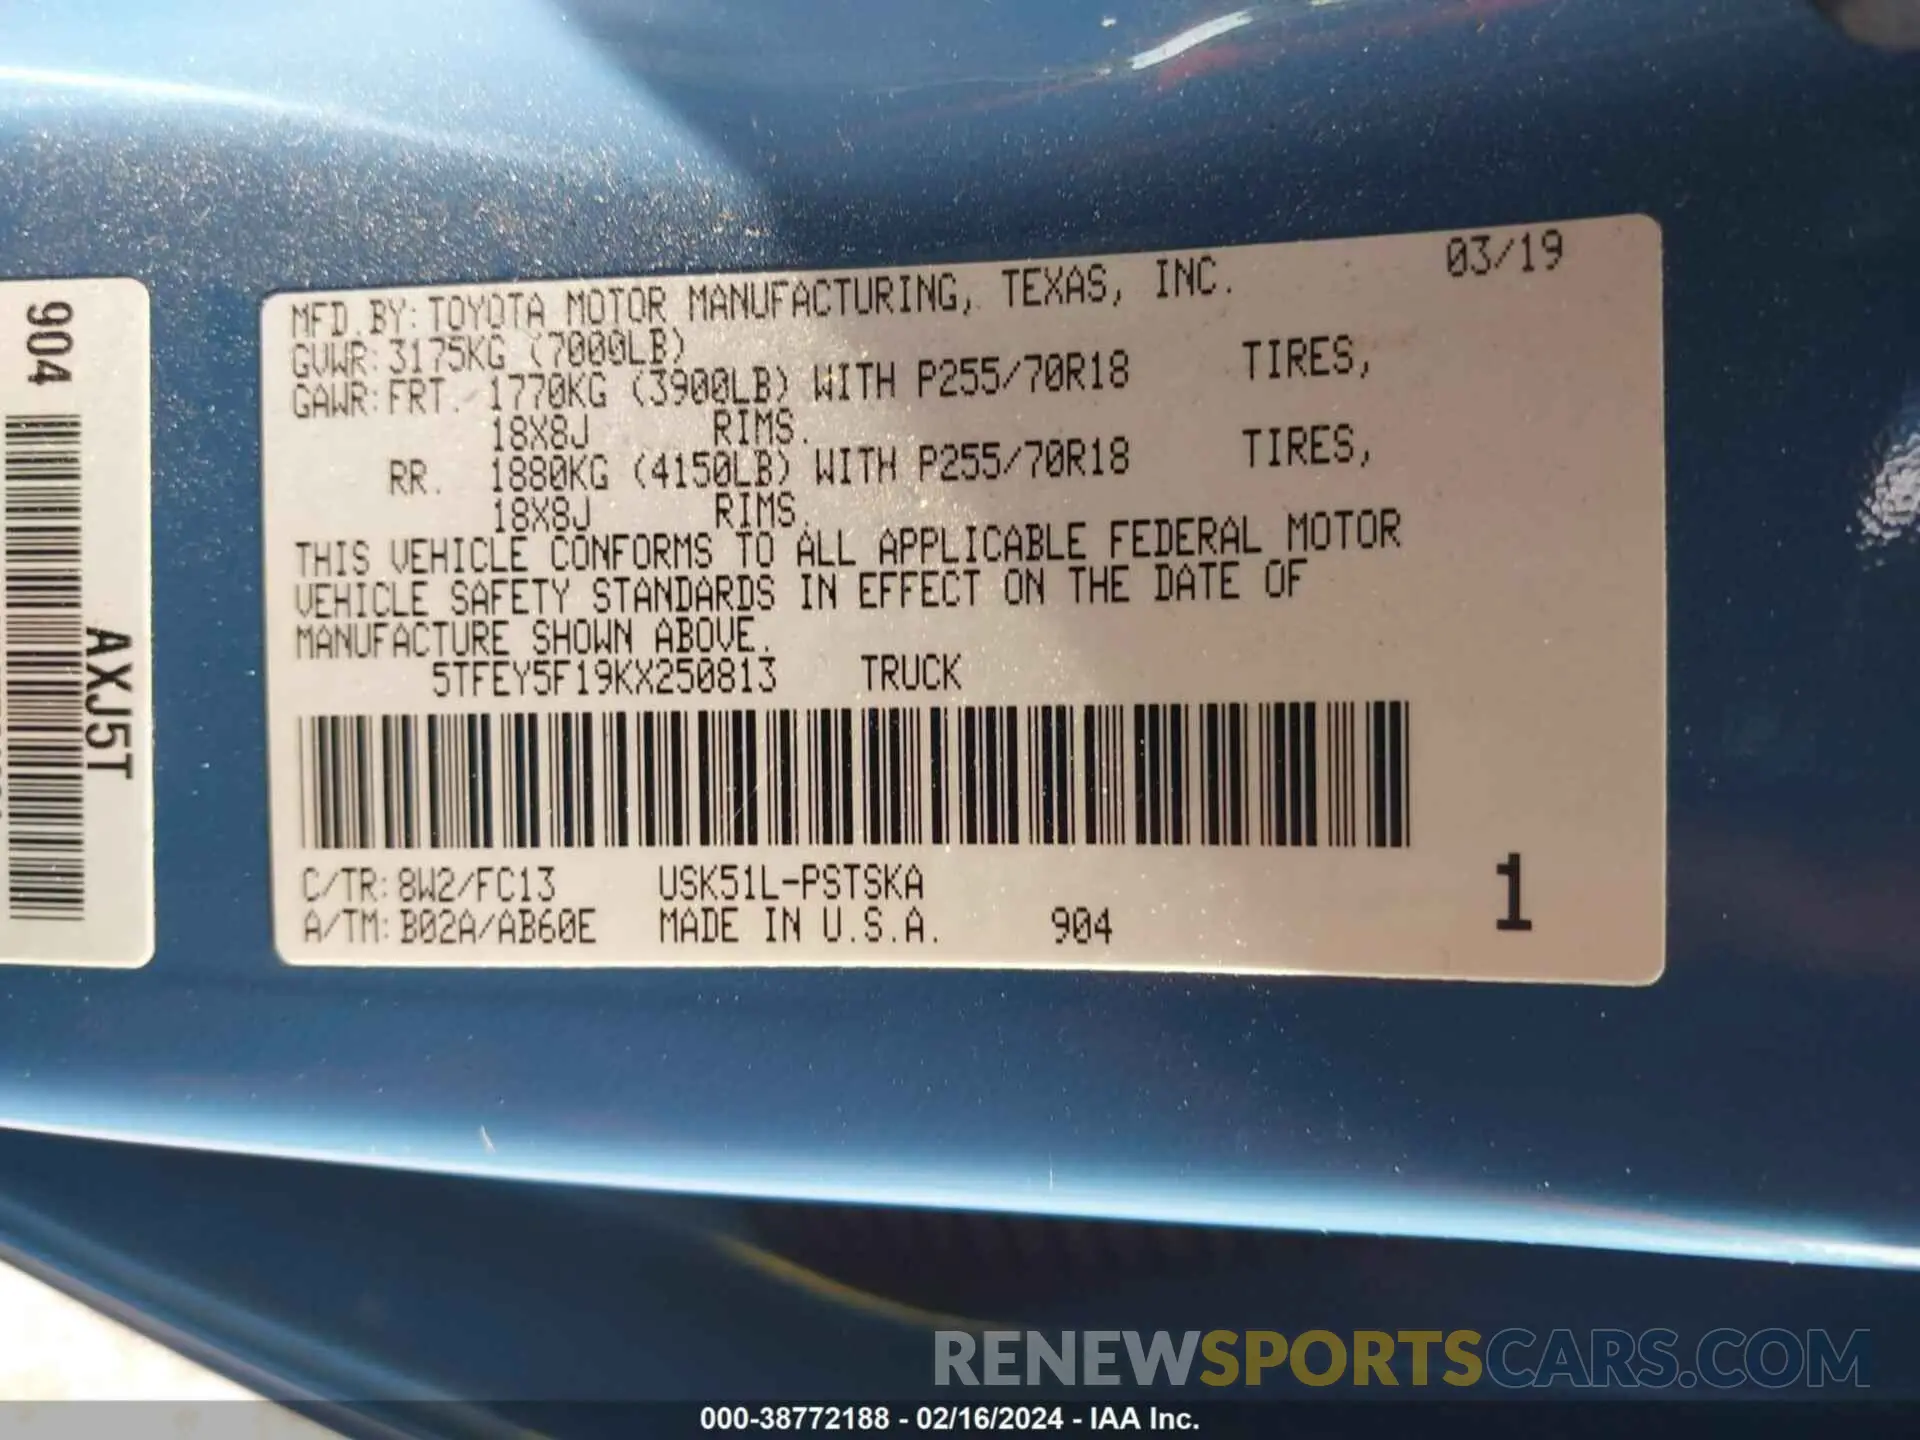 MFD.BY: TOYOTA MOTOR MANUFACTURING, TEXAS, INC. 03/19
GVWR: 3175KG (7000LB)
GAWR: FRT. 1770KG (3900LB) WITH P255/70R18 TIRES,
18X8J RIMS.
RR. 1880KG (4150LB) WITH P255/70R18 TIRES,
18X8J RIMS.
THIS VEHICLE CONFORMS TO ALL APPLICABLE FEDERAL MOTOR
VEHICLE SAFETY STANDARDS IN EFFECT ON THE DATE OF
MANUFACTURE SHOWN ABOVE.
5TFEY5F19KX250813 TRUCK
C/TR: 8W2/FC13 USK51L-PSTSKA
A/TM: B02A/AB60E MADE IN U.S.A. 904
1
904
AXJ5T
RENEWSPORTSCARS.COM
000-38772188 - 02/16/2024 - IAA Inc.